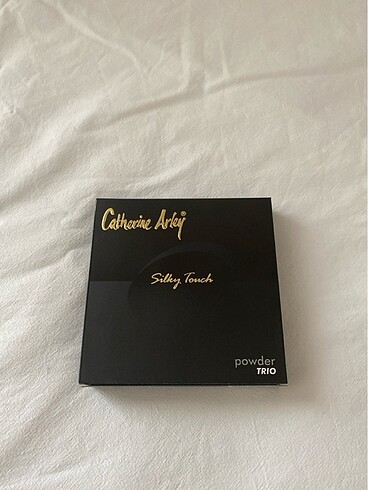 Catherine Arley®
Silky Touch
powder
TRIO